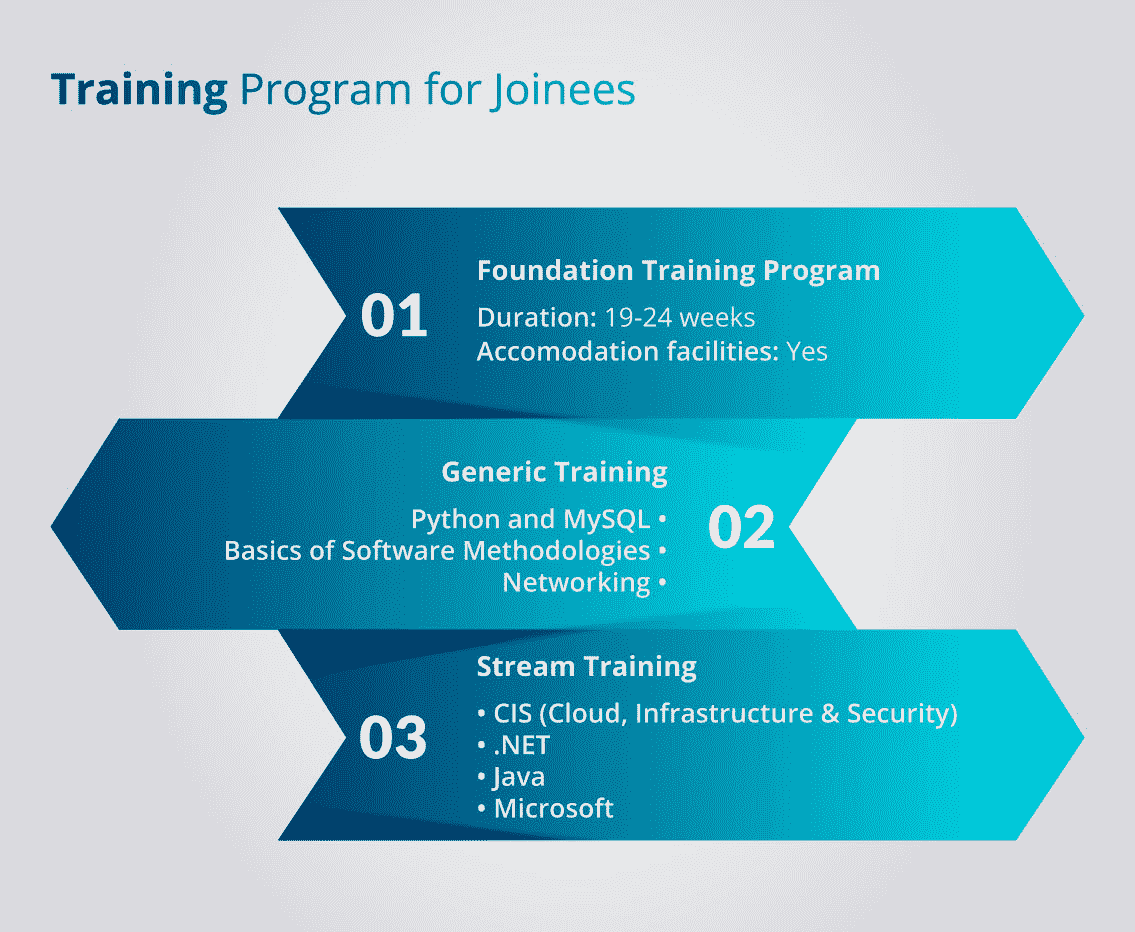 Training Program for Joinees
01
Foundation Training Program
Duration: 19-24 weeks
Accomodation facilities: Yes
Generic Training
Python and MySQL •
Basics of Software Methodologies •
Networking •
02
03
Stream Training
• CIS (Cloud, Infrastructure & Security)
• .NET
• Java
• Microsoft